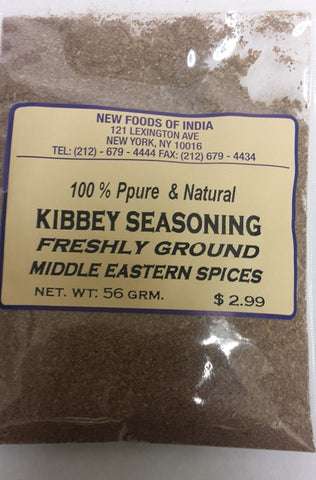 NEW FOODS OF INDIA
121 LEXINGTON AVE
NEW YORK, NY 10016
TEL: (212) - 679 - 4444 FAX: (212) 679 - 4434
100 % Ppure & Natural
KIBBEY SEASONING
FRESHLY GROUND
MIDDLE EASTERN SPICES
NET. WT: 56 GRM. $ 2.99